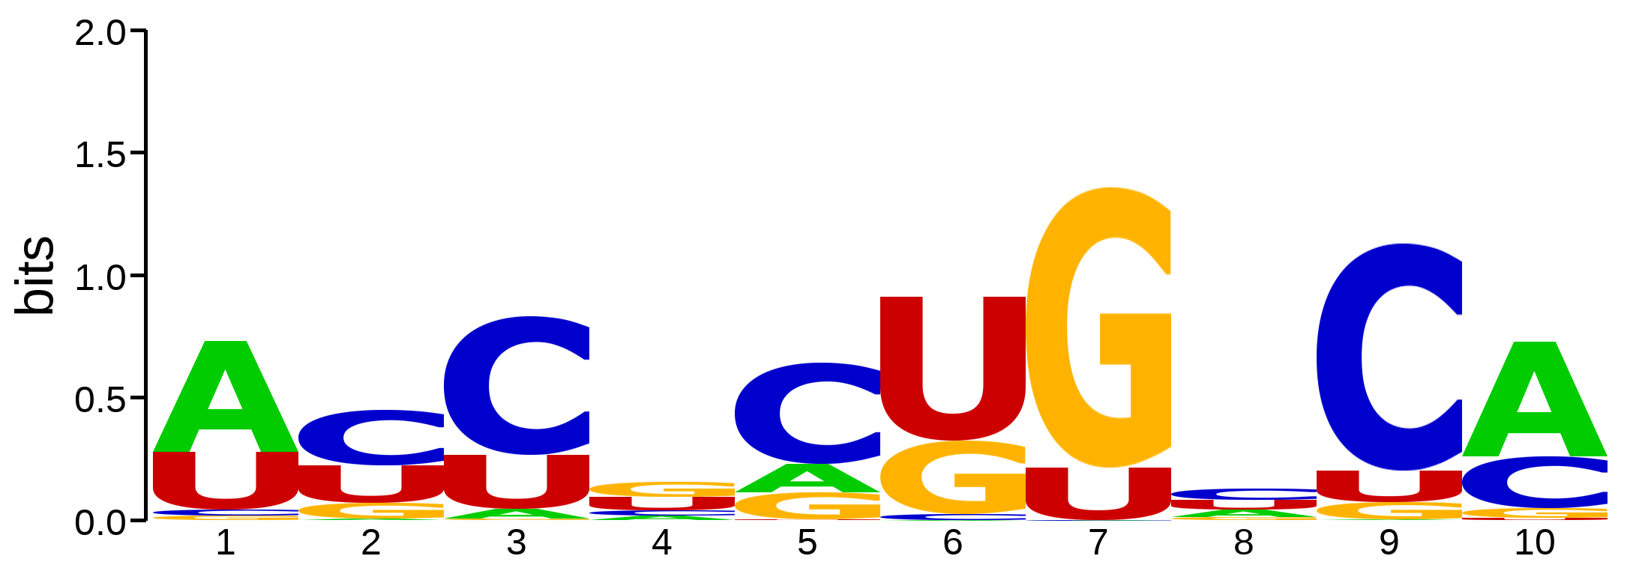 bits
2.0
1.5
1.0
0.5
0.0
A C C G C U G C C A
U U U U A G U U U C
C G A C G C A G G
G A G A U A C G U
1 2 3 4 5 6 7 8 9 10